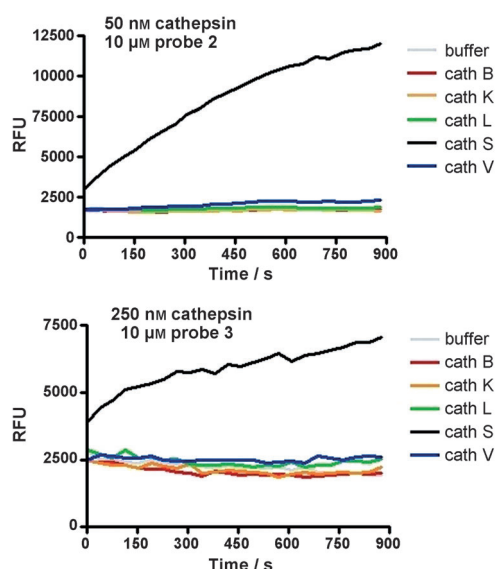 50 nM cathepsin
10 µM probe 2
12500
10000
7500
5000
2500
0
RFU
0 150 300 450 600 750 900
Time / s
buffer
cath B
cath K
cath L
cath S
cath V
250 nM cathepsin
10 µM probe 3
7500
5000
2500
0
RFU
0 150 300 450 600 750 900
Time / s
buffer
cath B
cath K
cath L
cath S
cath V